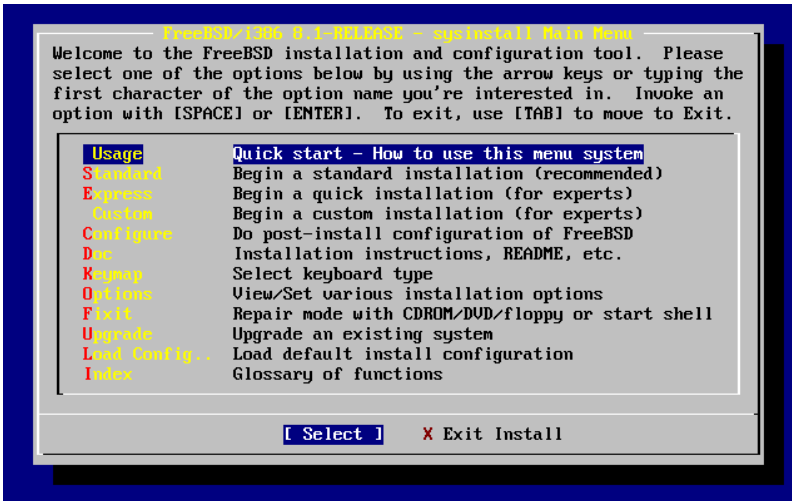 FreeBSD/i386 8.1-RELEASE - sysinstall Main Menu
Welcome to the FreeBSD installation and configuration tool.  Please
select one of the options below by using the arrow keys or typing the
first character of the option name you're interested in.  Invoke an
option with [SPACE] or [ENTER].  To exit, use [TAB] to move to Exit.
Usage Quick start - How to use this menu system
Standard Begin a standard installation (recommended)
Express Begin a quick installation (for experts)
Custom Begin a custom installation (for experts)
Configure Do post-install configuration of FreeBSD
Doc Installation instructions, README, etc.
Keymap Select keyboard type
Options View/Set various installation options
Fixit Repair mode with CDROM/DVD/floppy or start shell
Upgrade Upgrade an existing system
Load Config.. Load default install configuration
Index Glossary of functions
[ Select ] X Exit Install